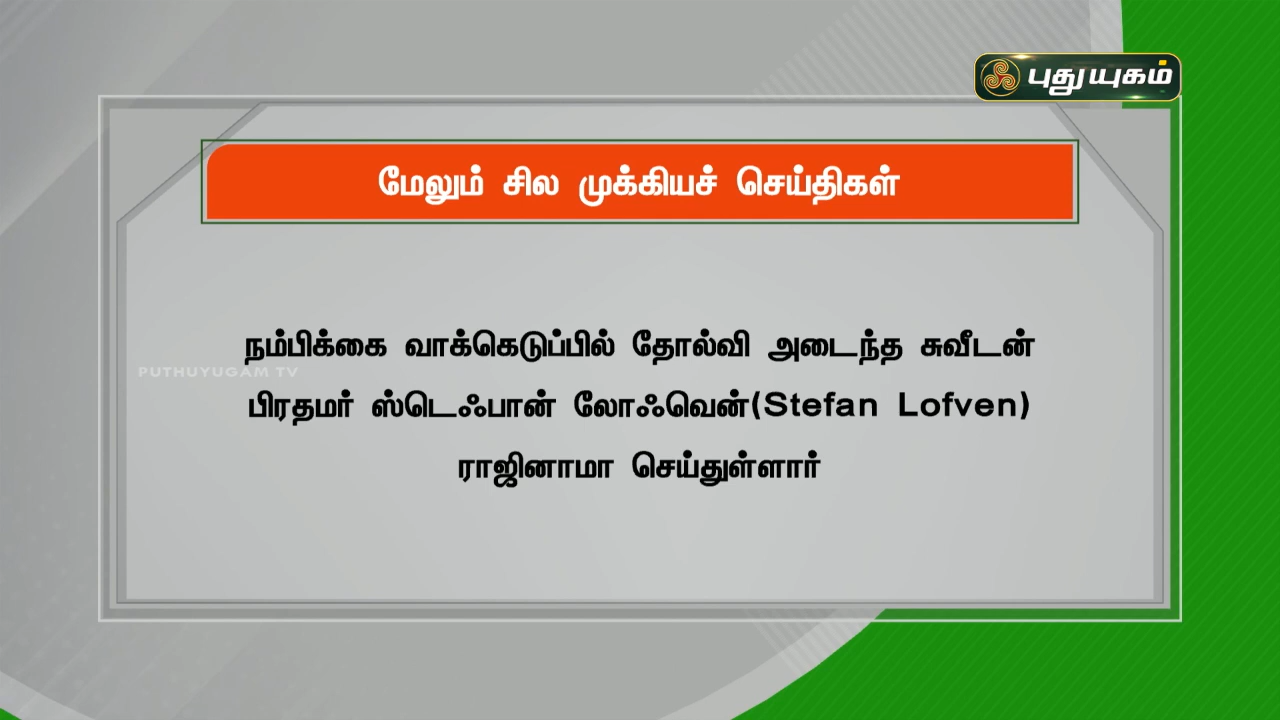 புதுயுகம்
மேலும் சில முக்கியச் செய்திகள்
நம்பிக்கை வாக்கெடுப்பில் தோல்வி அடைந்த சுவீடன்
PUTHUYUGAM TV
பிரதமர் ஸ்டெஃபான் லோஃவென்(Stefan Lofven)
ராஜினாமா செய்துள்ளார்